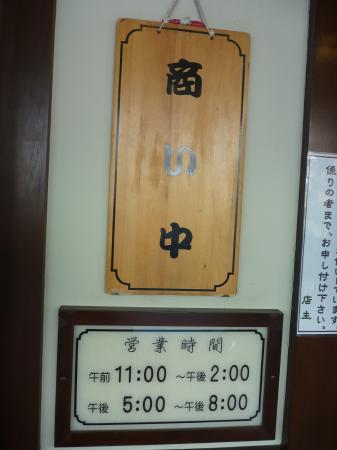 商い中
営業時間
午前 11:00 ～午後 2:00
午後 5:00 ～午後 8:00
係りの者まで、お申し付け下さい。
店主